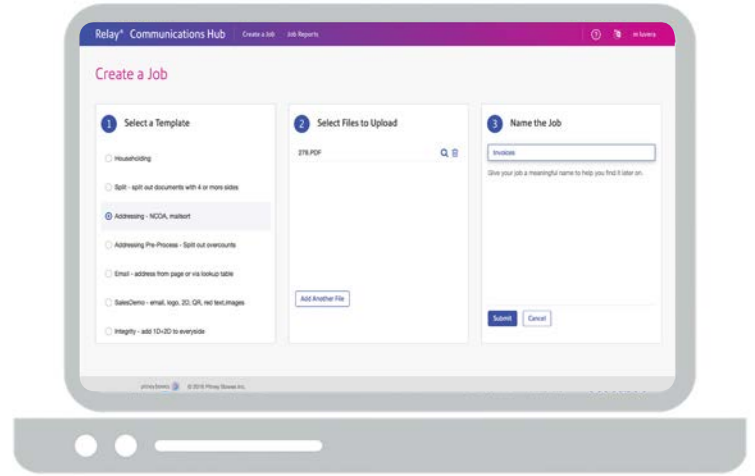 Relay® Communications Hub Create a Job Job Reports
Create a Job
1 Select a Template
Householding
Split - split out documents with 4 or more sides
Addressing - NCOA, mailsort
Addressing Pre-Process - Split out overcounts
Email - address from page or via lookup table
SalesDemo - email, logo, 2D, QR, red text,images
Integrity - add 1D+2D to everyside
2 Select Files to Upload
276.PDF
Add Another File
3 Name the Job
Invoices
Give your job a meaningful name to help you find it later on.
Submit Cancel
pitney bowes © 2016 Pitney Bowes Inc.